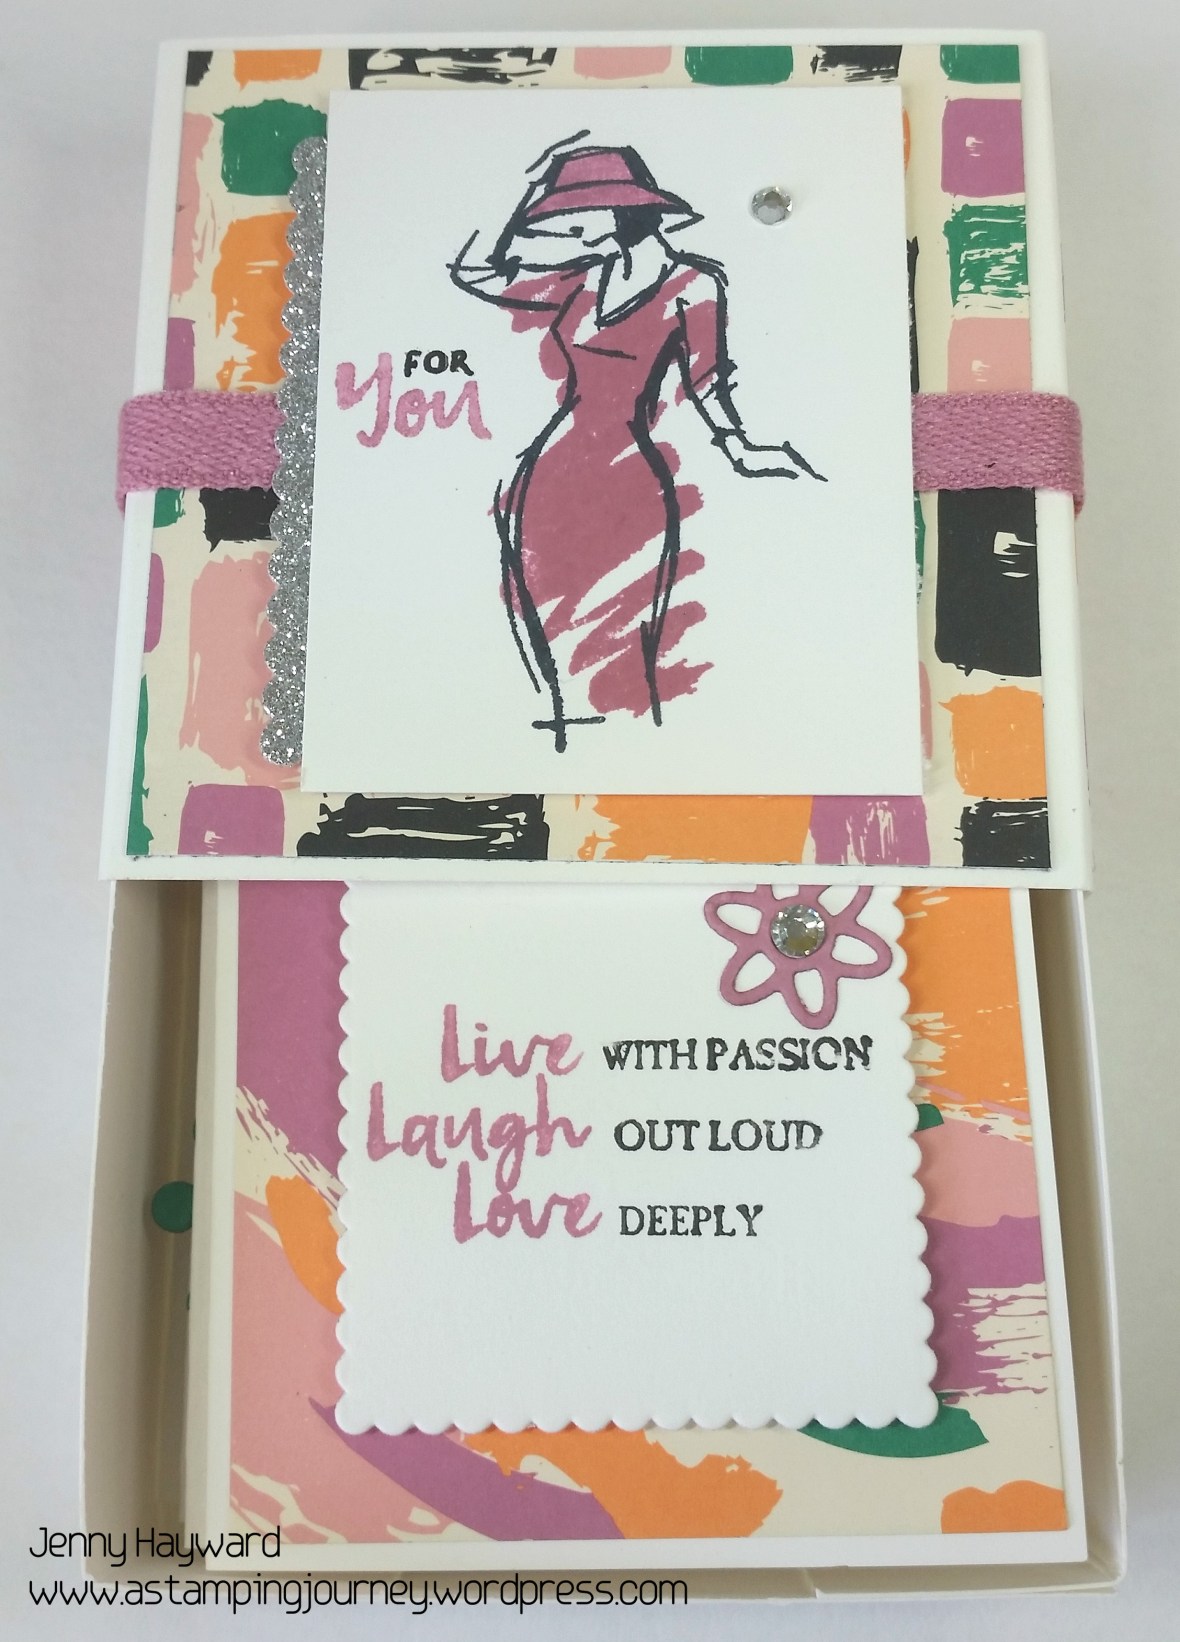 FOR
You
Live WITH PASSION
Laugh OUT LOUD
Love DEEPLY
Jenny Hayward
www.astampingjourney.wordpress.com